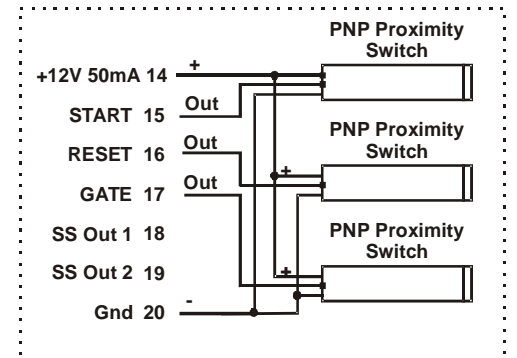 PNP Proximity
Switch
+12V 50mA 14 +
START 15 Out
PNP Proximity
Switch
RESET 16 Out
+
GATE 17 Out
SS Out 1 18
PNP Proximity
Switch
SS Out 2 19
+
Gnd 20 -